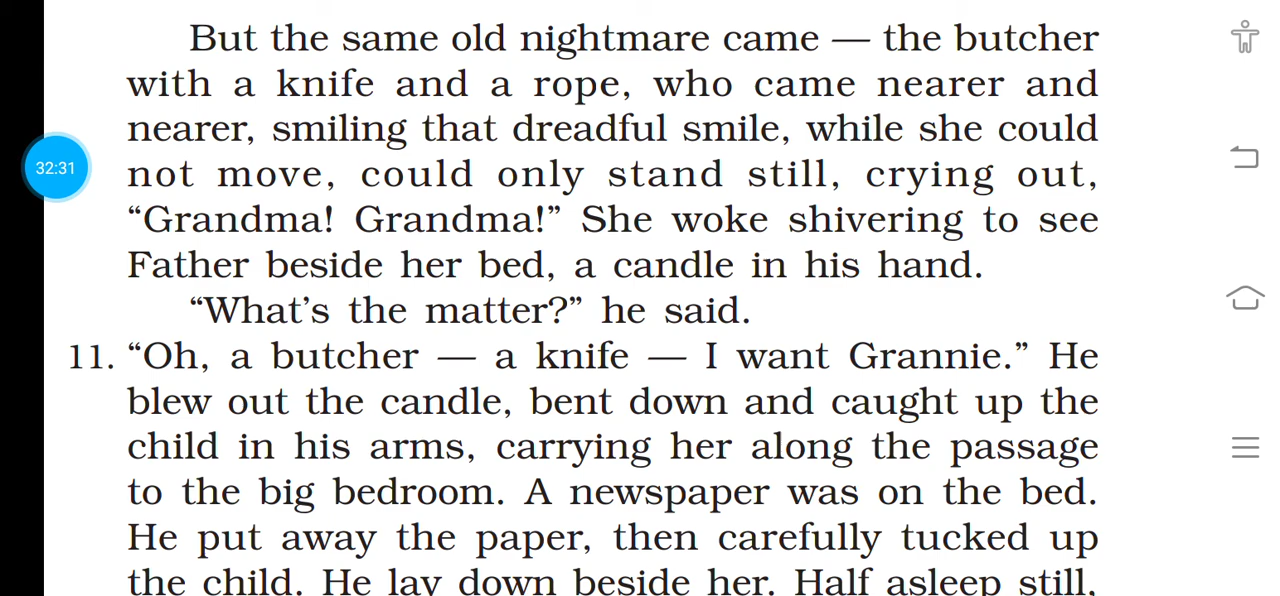 But the same old nightmare came — the butcher
with a knife and a rope, who came nearer and
nearer, smiling that dreadful smile, while she could
32:31
not move, could only stand still, crying out,
“Grandma! Grandma!” She woke shivering to see
Father beside her bed, a candle in his hand.
“What’s the matter?” he said.
11. “Oh, a butcher — a knife — I want Grannie.” He
blew out the candle, bent down and caught up the
child in his arms, carrying her along the passage
to the big bedroom. A newspaper was on the bed.
He put away the paper, then carefully tucked up
the child. He lay down beside her. Half asleep still,